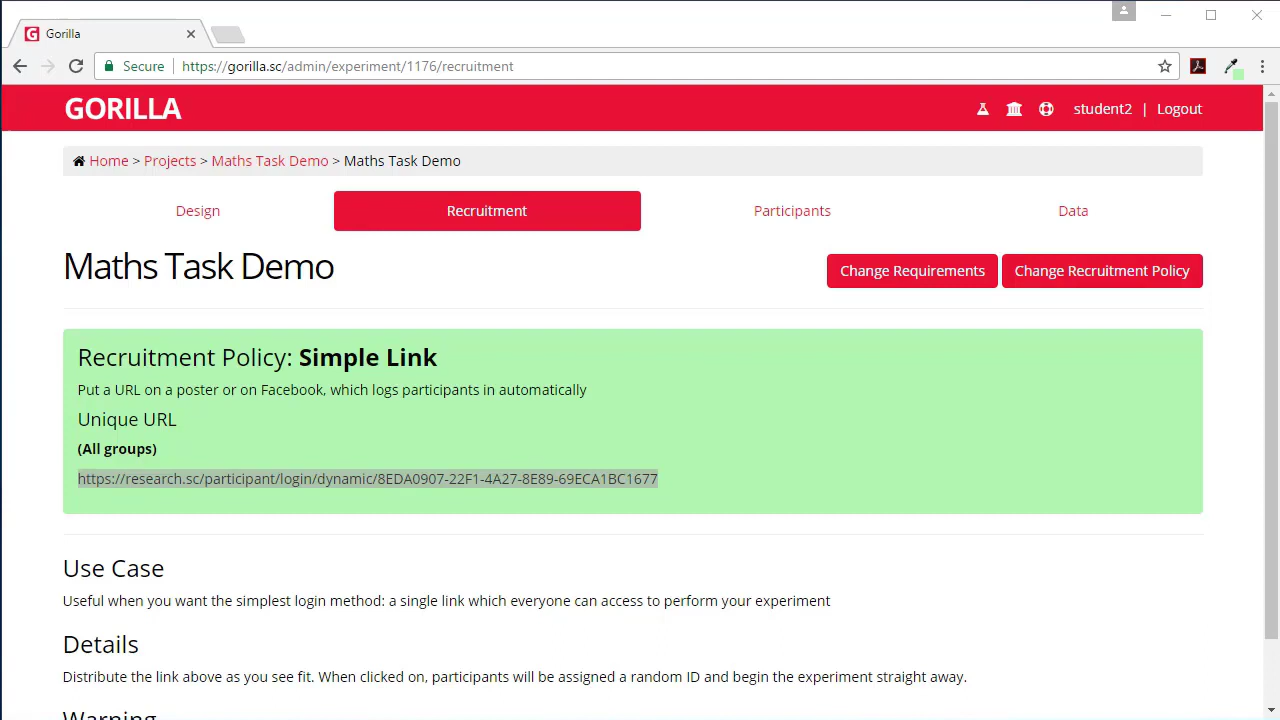 Gorilla
Secure https://gorilla.sc/admin/experiment/1176/recruitment
GORILLA
student2 | Logout
Home > Projects > Maths Task Demo > Maths Task Demo
Design Recruitment Participants Data
Maths Task Demo
Change Requirements Change Recruitment Policy
Recruitment Policy: Simple Link
Put a URL on a poster or on Facebook, which logs participants in automatically
Unique URL
(All groups)
https://research.sc/participant/login/dynamic/8EDA0907-22F1-4A27-8E89-69ECA1BC1677
Use Case
Useful when you want the simplest login method: a single link which everyone can access to perform your experiment
Details
Distribute the link above as you see fit. When clicked on, participants will be assigned a random ID and begin the experiment straight away.
Warning